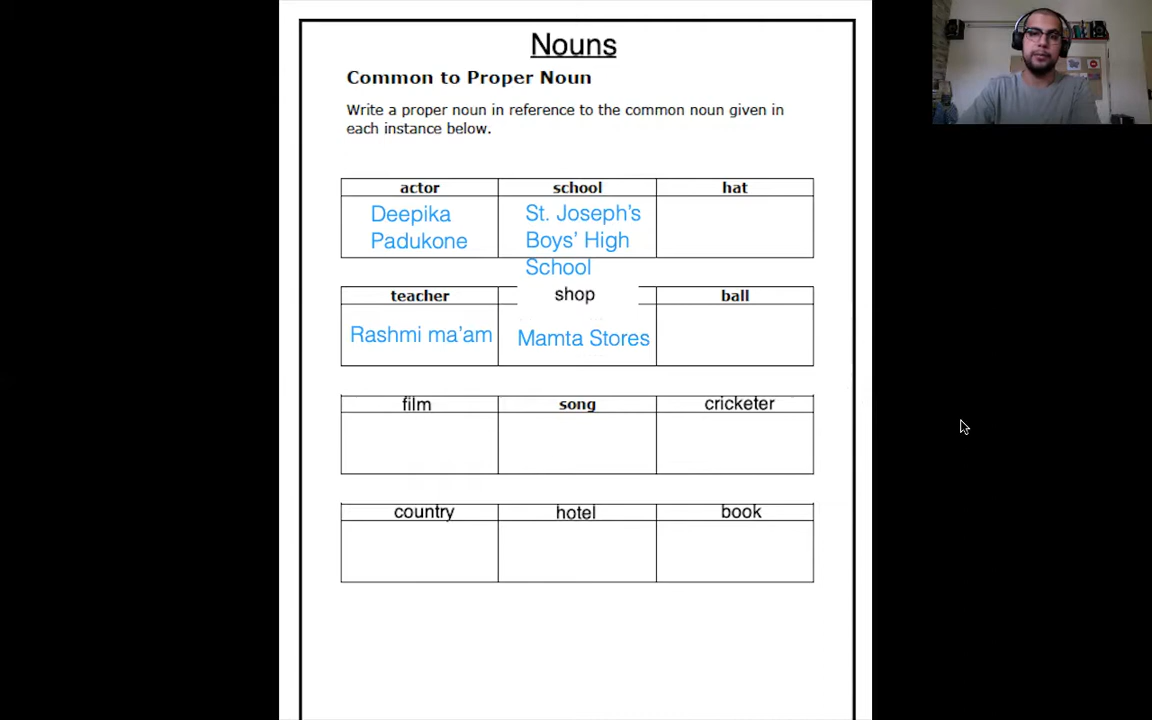 Nouns
Common to Proper Noun
Write a proper noun in reference to the common noun given in
each instance below.
actor school hat
Deepika
Padukone
St. Joseph's
Boys' High
School
teacher shop ball
Rashmi ma'am Mamta Stores
film song cricketer
country hotel book